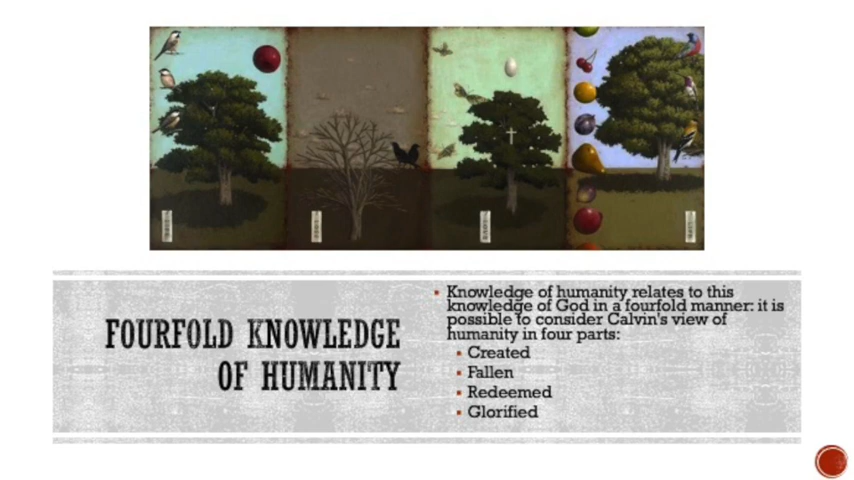 FOURFOLD KNOWLEDGE
OF HUMANITY
Knowledge of humanity relates to this
knowledge of God in a fourfold manner: it is
possible to consider Calvin's view of
humanity in four parts:
Created
Fallen
Redeemed
Glorified